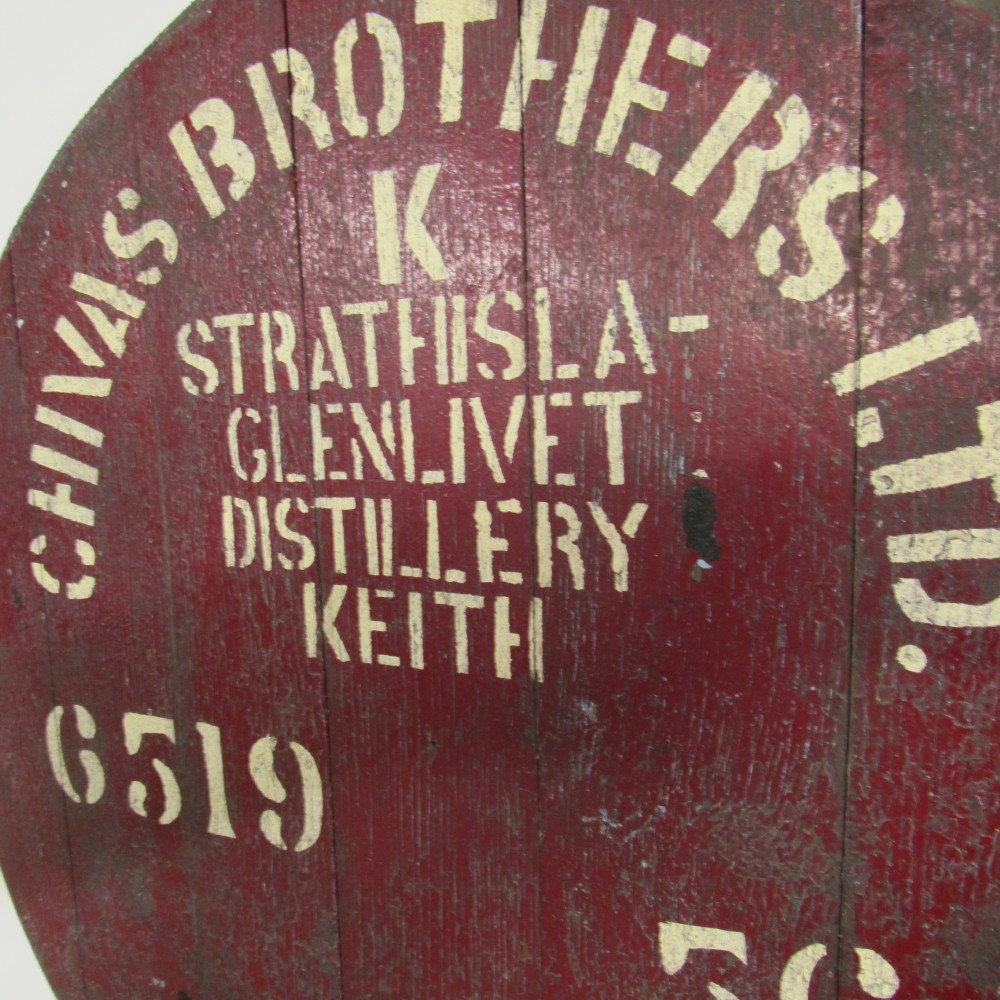 CHIVAS BROTHERS LTD.
K
STRATHISLA-
GLENLIVET
DISTILLERY
KEITH
6519